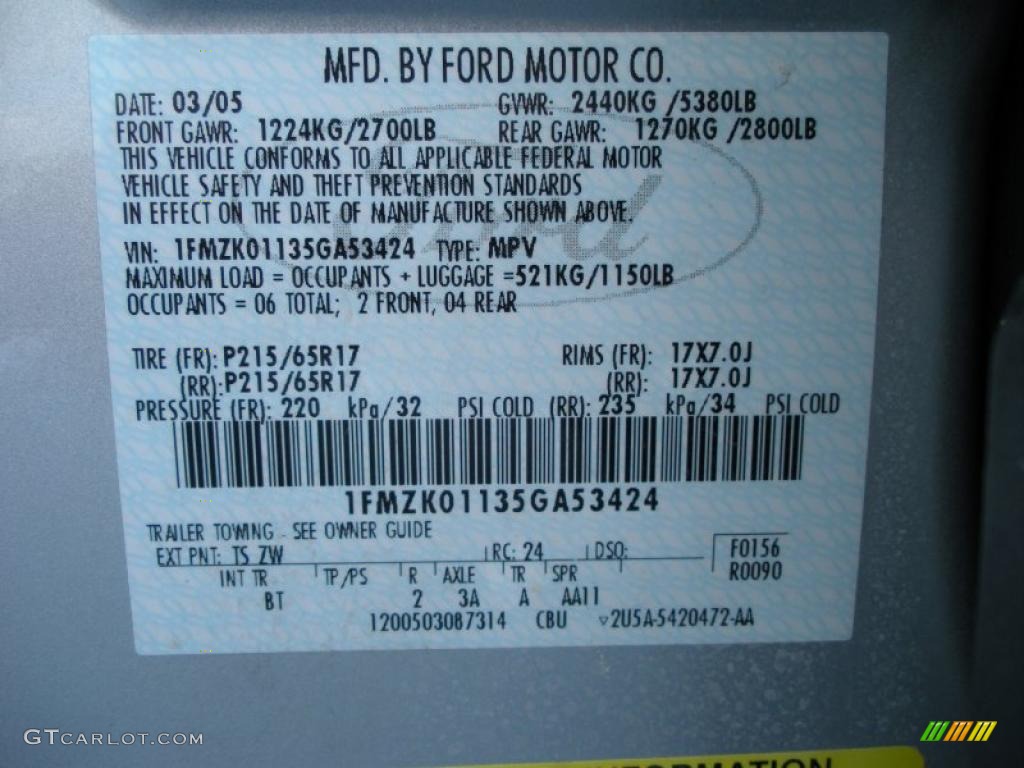 MFD. BY FORD MOTOR CO.
DATE: 03/05 GVWR: 2440KG /5380LB
FRONT GAWR: 1224KG/2700LB REAR GAWR: 1270KG /2800LB
THIS VEHICLE CONFORMS TO ALL APPLICABLE FEDERAL MOTOR
VEHICLE SAFETY AND THEFT PREVENTION STANDARDS
IN EFFECT ON THE DATE OF MANUFACTURE SHOWN ABOVE.
Ford
VIN: 1FMZK01135GA53424 TYPE: MPV
MAXIMUM LOAD = OCCUPANTS + LUGGAGE =521KG/1150LB
OCCUPANTS = 06 TOTAL; 2 FRONT, 04 REAR
TIRE (FR): P215/65R17 RIMS (FR): 17X7.0J
(RR): P215/65R17 (RR): 17X7.0J
PRESSURE (FR): 220 kPa/32 PSI COLD (RR): 235 kPa/34 PSI COLD
1FMZK01135GA53424
TRAILER TOWING - SEE OWNER GUIDE
EXT PNT: TS ZW RC: 24 DSO: F0156
INT TR TP/PS R AXLE TR SPR R0090
BT 2 3A A AA11
1200503087314 CBU ▽2U5A-5420472-AA
GTCARLOT.COM